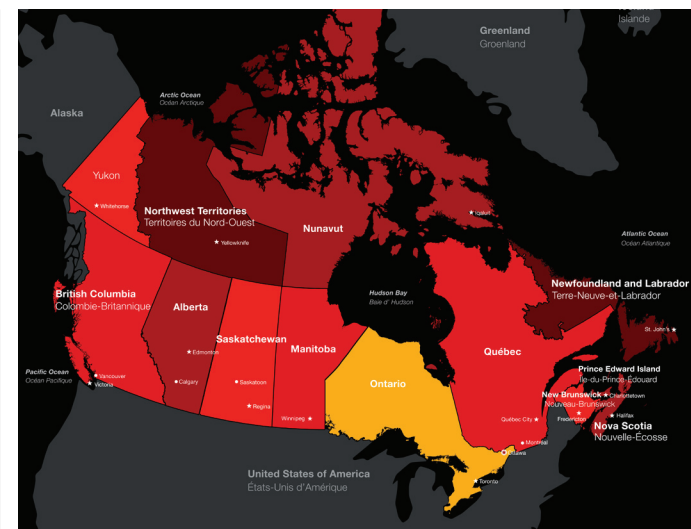 Islande
Greenland
Groenland
Arctic Ocean
Océan Arctique
Alaska
Yukon
Whitehorse
Northwest Territories
Territoires du Nord-Ouest
Yellowknife
Nunavut
Iqaluit
Atlantic Ocean
Océan Atlantique
Hudson Bay
Baie d' Hudson
Newfoundland and Labrador
Terre-Neuve-et-Labrador
St. John's
British Columbia
Colombie-Britannique
Alberta
Edmonton
Calgary
Saskatchewan
Saskatoon
Regina
Manitoba
Winnipeg
Ontario
Québec
Québec City
Montréal
Ottawa
Toronto
Pacific Ocean
Océan Pacifique
Vancouver
Victoria
Prince Edward Island
Île-du-Prince-Édouard
Charlottetown
New Brunswick
Nouveau-Brunswick
Fredericton
Halifax
Nova Scotia
Nouvelle-Écosse
United States of America
États-Unis d'Amérique